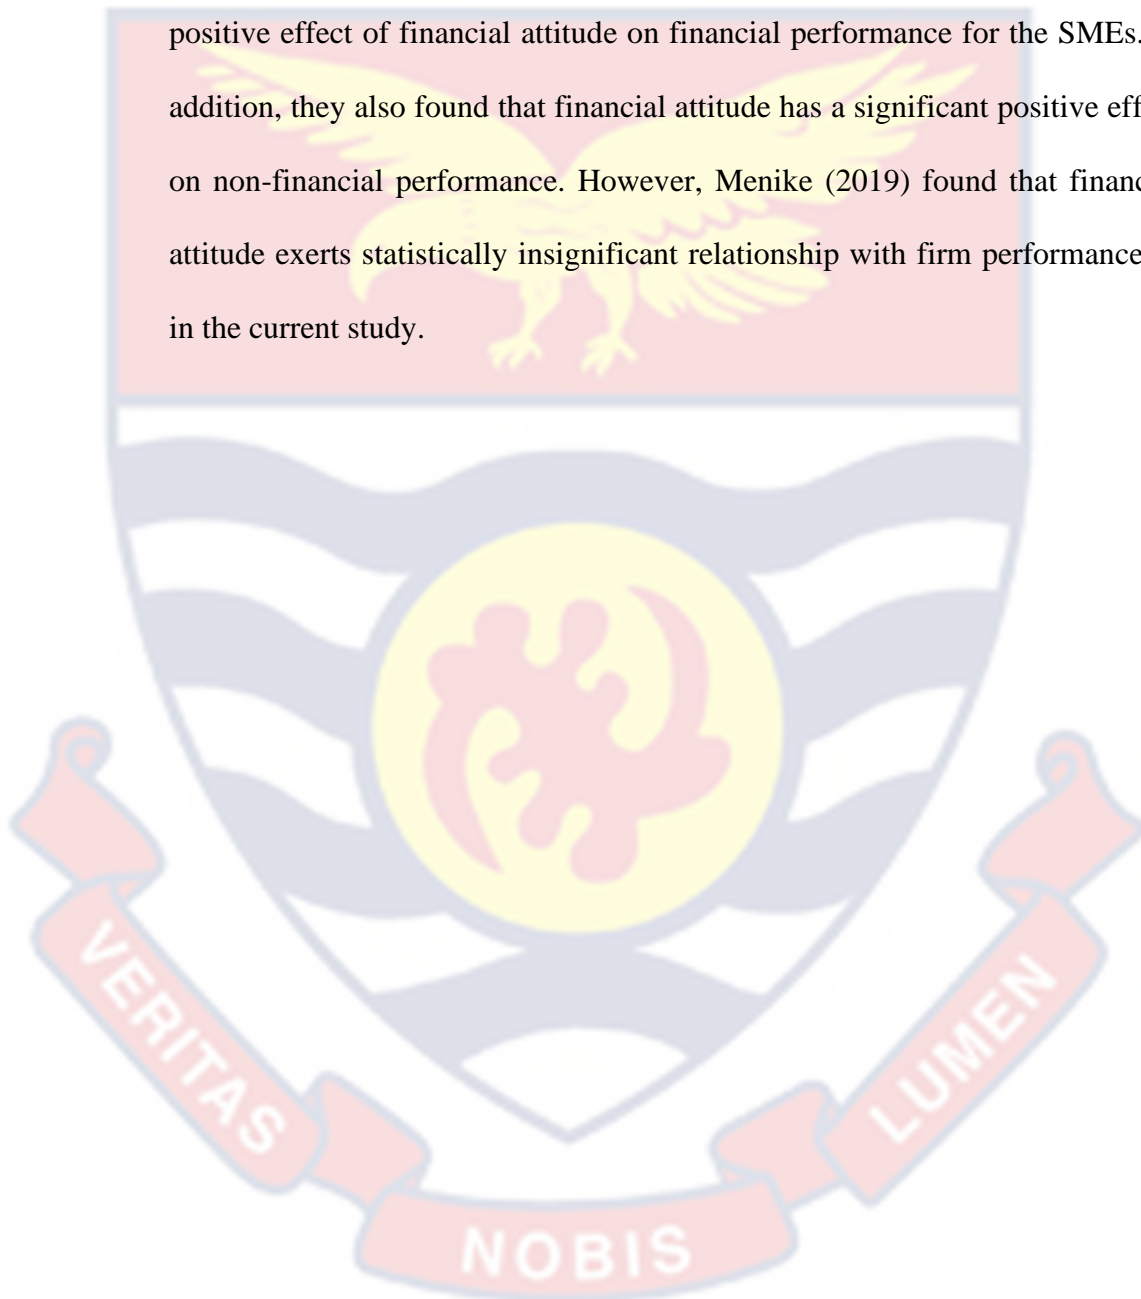 positive effect of financial attitude on financial performance for the SMEs.
addition, they also found that financial attitude has a significant positive eff
on non-financial performance. However, Menike (2019) found that financ
attitude exerts statistically insignificant relationship with firm performance
in the current study.
VERITAS
NOBIS
LUMEN